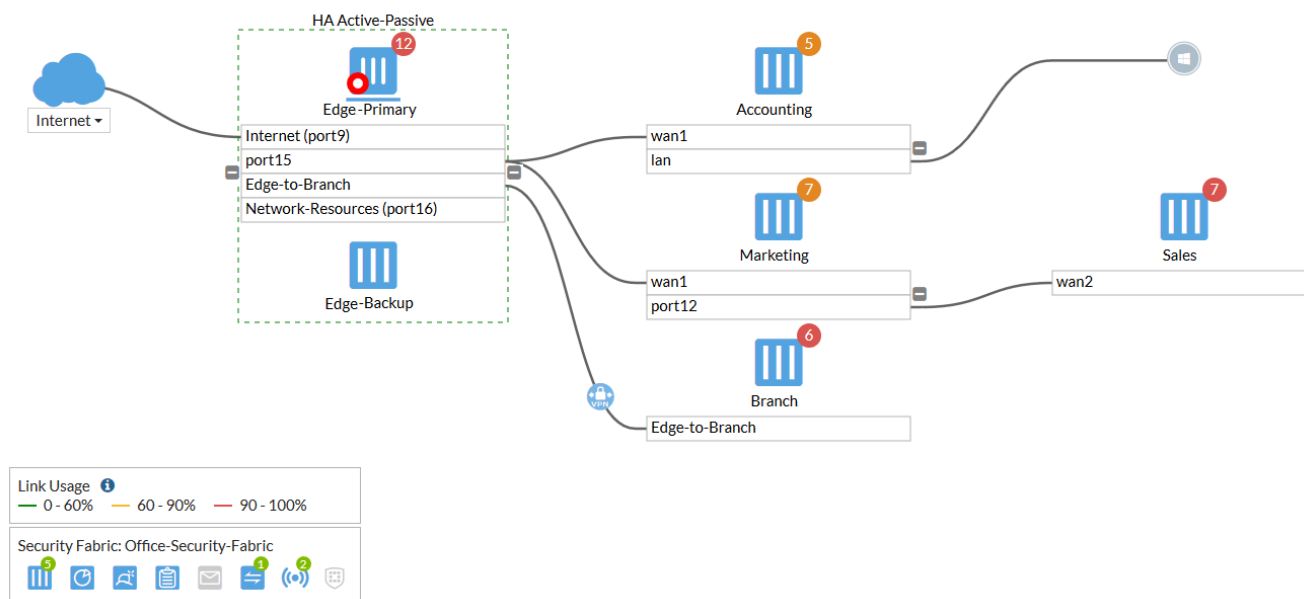 HA Active-Passive
12
Edge-Primary
Internet
Internet (port9)
port15
Edge-to-Branch
Network-Resources (port16)
Edge-Backup
5
Accounting
wan1
lan
7
Marketing
wan1
port12
7
Sales
wan2
6
Branch
Edge-to-Branch
VPN
Link Usage
0 - 60% 60 - 90% 90 - 100%
Security Fabric: Office-Security-Fabric
5 1 2